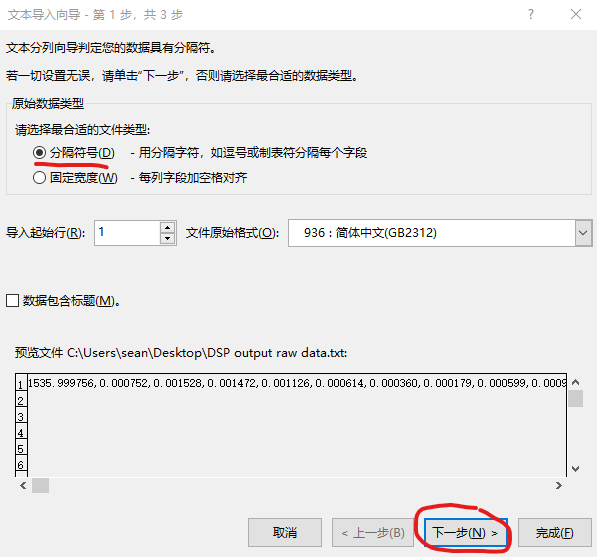 文本导入向导 - 第 1 步，共 3 步
文本分列向导判定您的数据具有分隔符。
若一切设置无误，请单击“下一步”，否则请选择最合适的数据类型。
原始数据类型
请选择最合适的文件类型:
分隔符号(D) - 用分隔字符，如逗号或制表符分隔每个字段
固定宽度(W) - 每列字段加空格对齐
导入起始行(R): 1 文件原始格式(O): 936 : 简体中文(GB2312)
数据包含标题(M)。
预览文件 C:\Users\sean\Desktop\DSP output raw data.txt:
1 1535.999756,0.000752,0.001528,0.001472,0.001126,0.000614,0.000360,0.000179,0.000599,0.0009
2
3
4
5
6
取消 < 上一步(B) 下一步(N) > 完成(F)